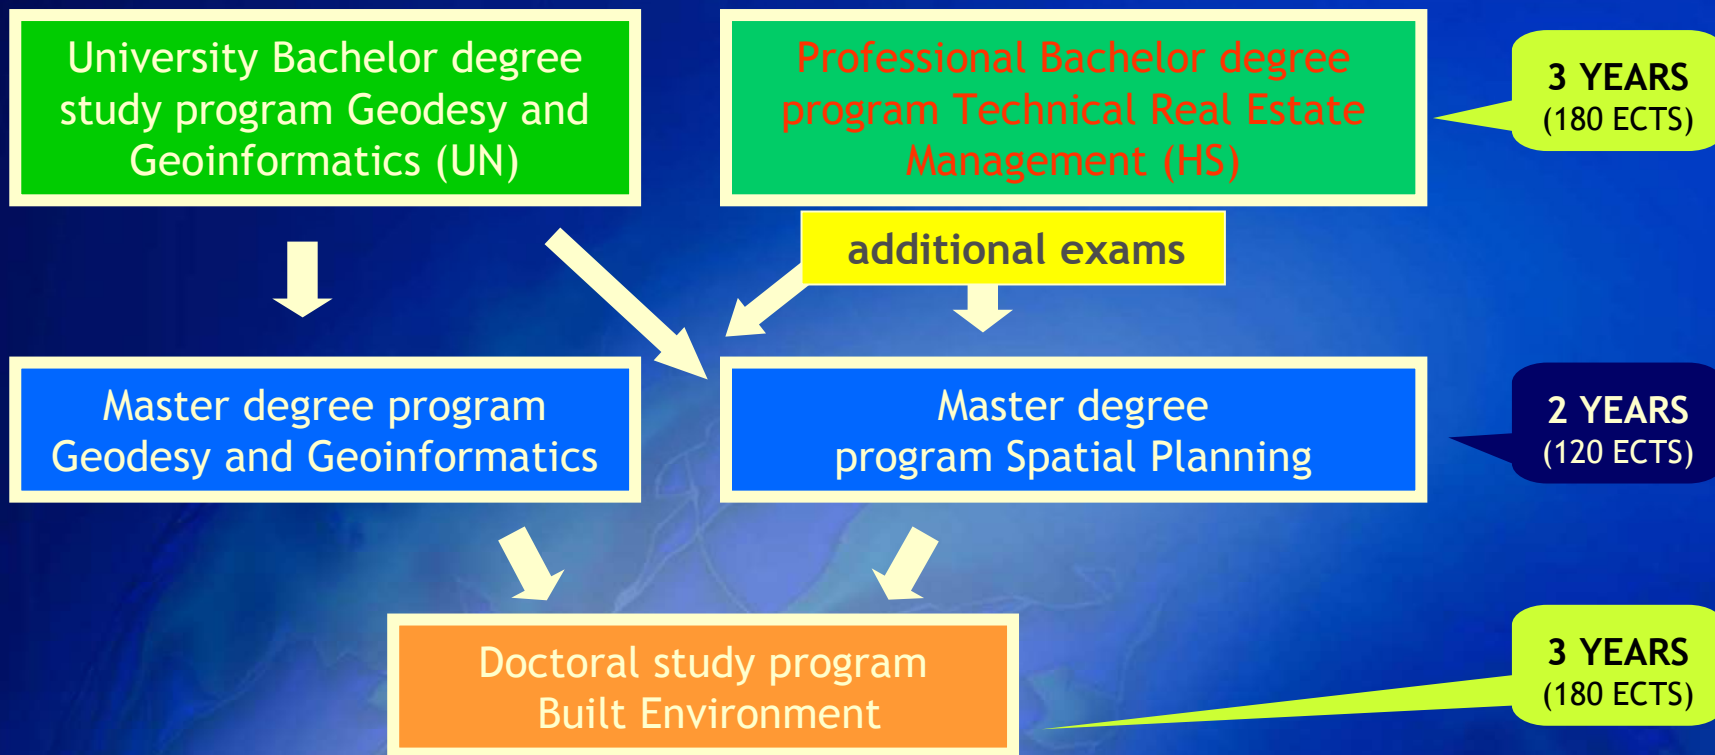 University Bachelor degree
study program Geodesy and
Geoinformatics (UN)
Professional Bachelor degree
program Technical Real Estate
Management (HS)
3 YEARS
(180 ECTS)
additional exams
Master degree program
Geodesy and Geoinformatics
Master degree
program Spatial Planning
2 YEARS
(120 ECTS)
Doctoral study program
Built Environment
3 YEARS
(180 ECTS)